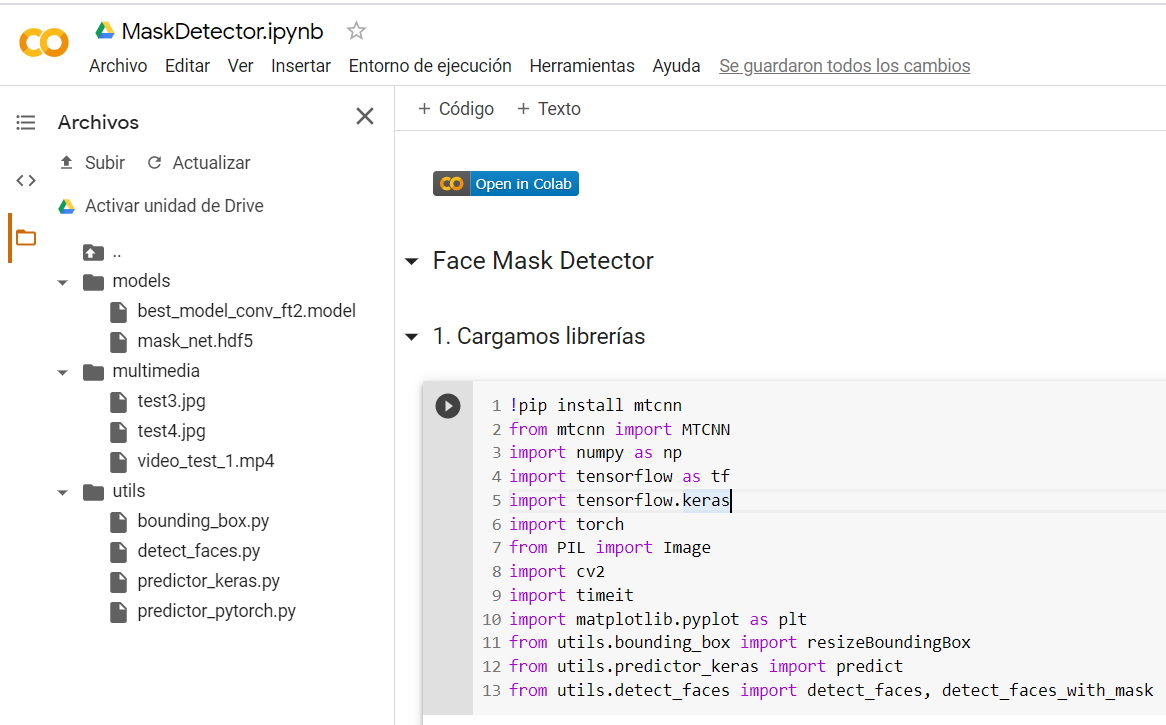 MaskDetector.ipynb
Archivo Editar Ver Insertar Entorno de ejecución Herramientas Ayuda Se guardaron todos los cambios
Archivos
Subir Actualizar
Activar unidad de Drive
..
models
best_model_conv_ft2.model
mask_net.hdf5
multimedia
test3.jpg
test4.jpg
video_test_1.mp4
utils
bounding_box.py
detect_faces.py
predictor_keras.py
predictor_pytorch.py
+ Código + Texto
Open in Colab
Face Mask Detector
1. Cargamos librerías
1 !pip install mtcnn
2 from mtcnn import MTCNN
3 import numpy as np
4 import tensorflow as tf
5 import tensorflow.keras
6 import torch
7 from PIL import Image
8 import cv2
9 import timeit
10 import matplotlib.pyplot as plt
11 from utils.bounding_box import resizeBoundingBox
12 from utils.predictor_keras import predict
13 from utils.detect_faces import detect_faces, detect_faces_with_mask